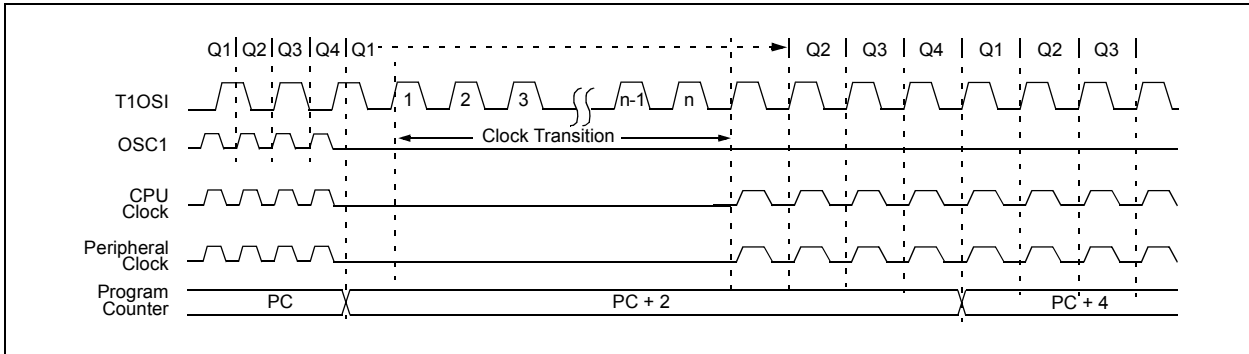 Q1 Q2 Q3 Q4 Q1 Q2 Q3 Q4 Q1 Q2 Q3
T1OSI
1 2 3 n-1 n
Clock Transition
OSC1
CPU
Clock
Peripheral
Clock
Program
Counter
PC PC + 2 PC + 4